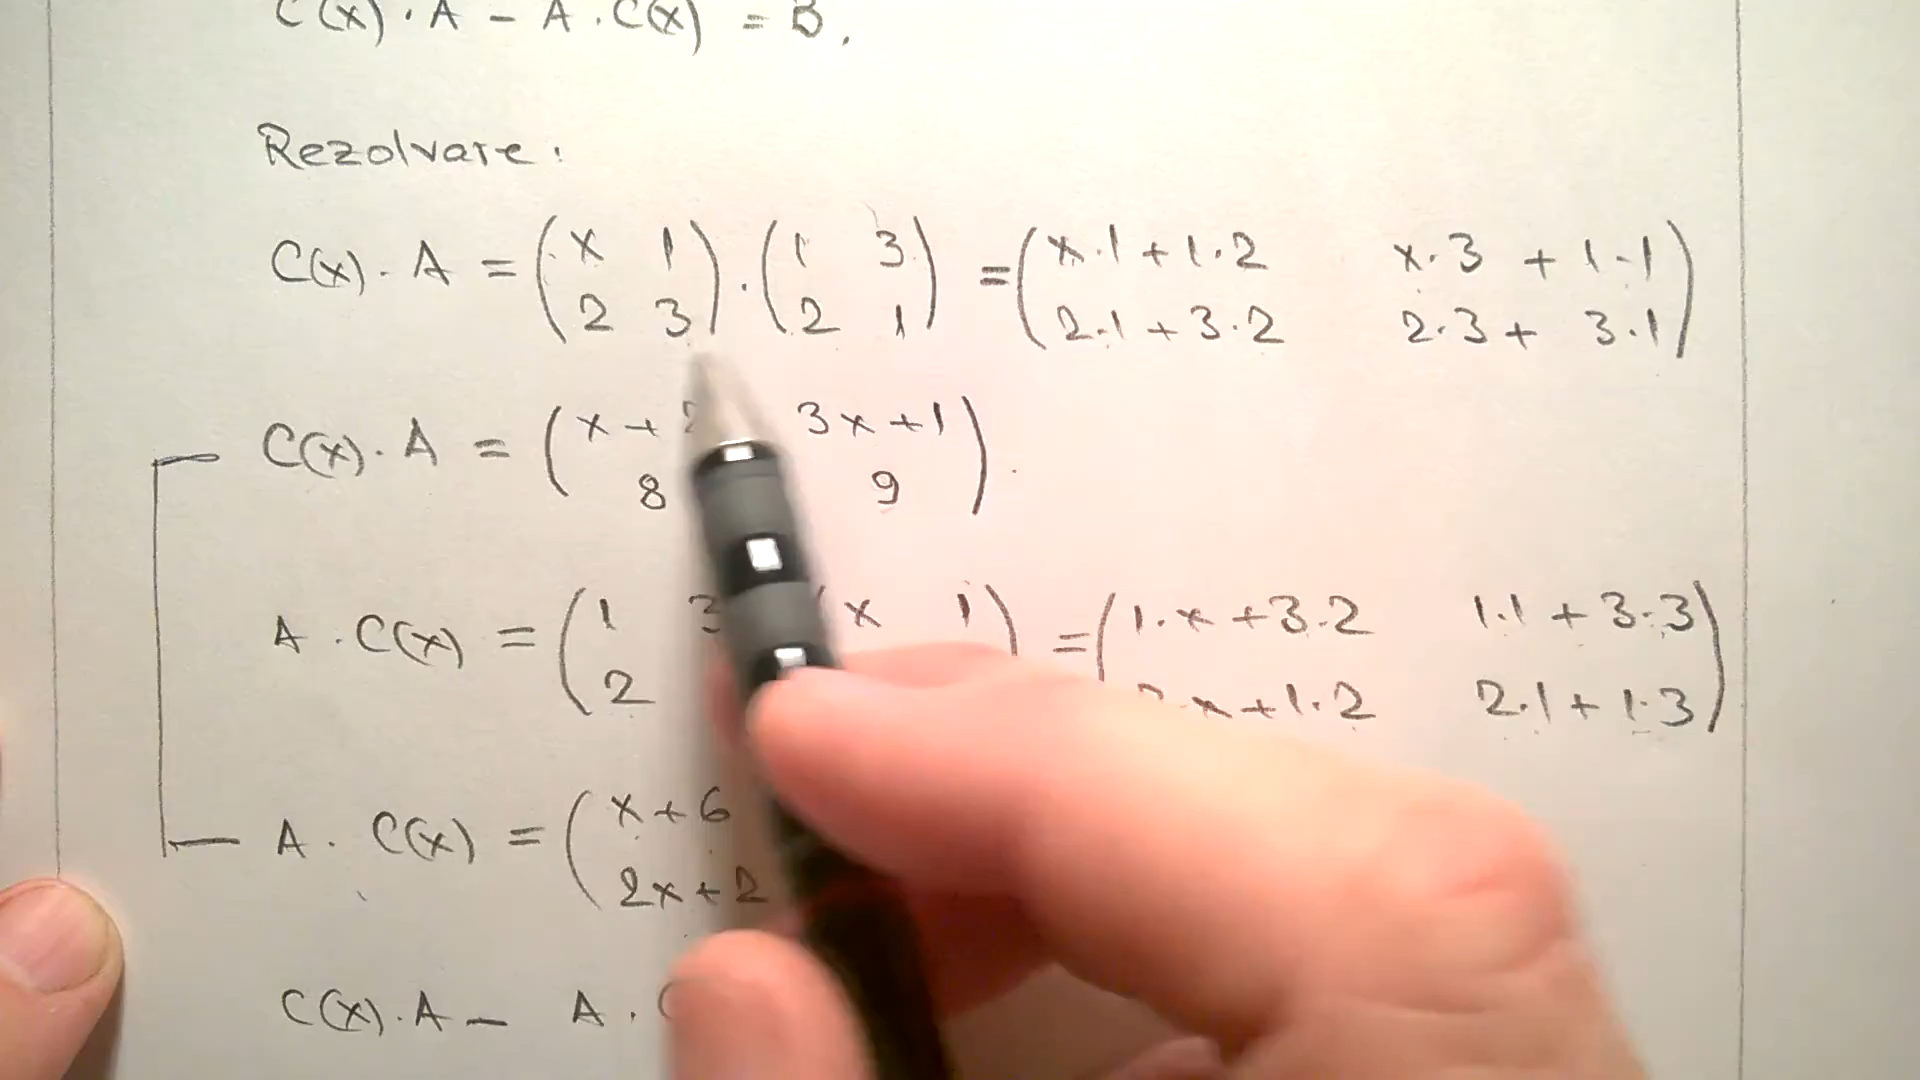 C(x) · A - A · C(x) = B.
Rezolvare:
C(x) · A = (x 1 2 3) · (1 3 2 1) = (x·1 + 1·2 x·3 + 1·1
2·1 + 3·2 2·3 + 3·1)
C(x) · A = (x + 3x + 1
8 9)
A · C(x) = (1 3 x 1) = (1·x + 3·2 1·1 + 3·3
2 x + 1·2 2·1 + 1·3)
A · C(x) = (x + 6
2x + 2
C(x) · A - A ·